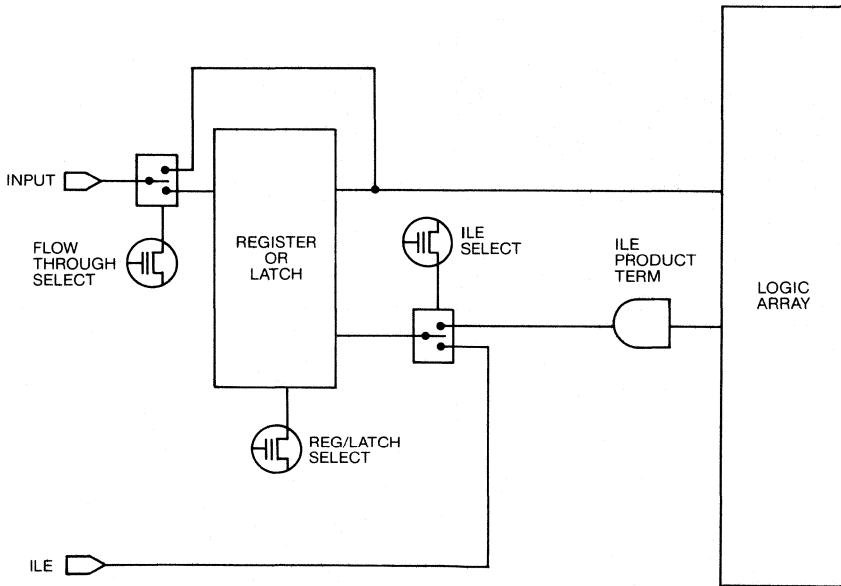 INPUT
FLOW
THROUGH
SELECT
REGISTER
OR
LATCH
ILE
SELECT
ILE
PRODUCT
TERM
LOGIC
ARRAY
REG/LATCH
SELECT
ILE